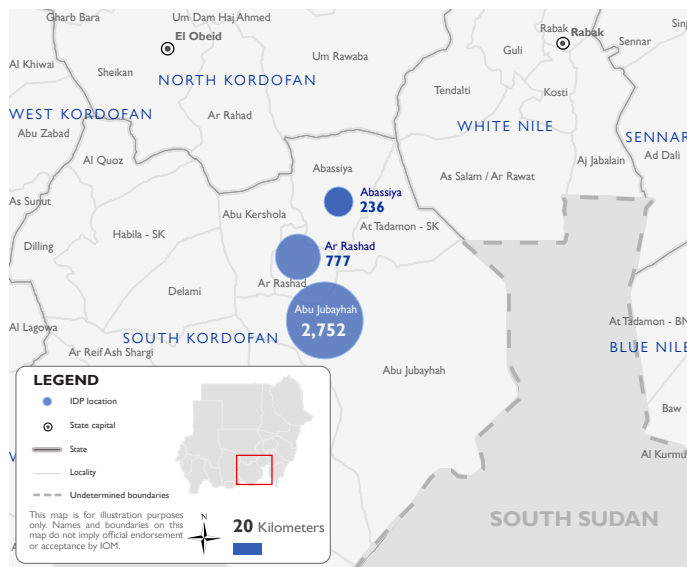 Gharb Bara
Um Dam Haj Ahmed
El Obeid
Rabak
Rabak
Sennar
Guli
Al Khiwai
Sheikan
Um Rawaba
NORTH KORDOFAN
Tendalti
Kosti
WEST KORDOFAN
Ar Rahad
WHITE NILE
Abu Zabad
SENNAR
Al Quoz
Abassiya
Aj Jabalain
Ad Dali
As Salam / Ar Rawat
Abassiya
236
As Sunut
Abu Kershola
At Tadamon - SK
Habila - SK
Dilling
Ar Rashad
777
Ar Rashad
Delami
Abu Jubayhah
2,752
Al Lagowa
SOUTH KORDOFAN
At Tadamon - BN
BLUE NILE
Ar Reif Ash Shargi
Abu Jubayhah
Baw
Al Kurmu
SOUTH SUDAN
LEGEND
IDP location
State capital
State
Locality
Undetermined boundaries
This map is for illustration purposes
only. Names and boundaries on this
map do not imply official endorsement
or acceptance by IOM.
N
20 Kilometers